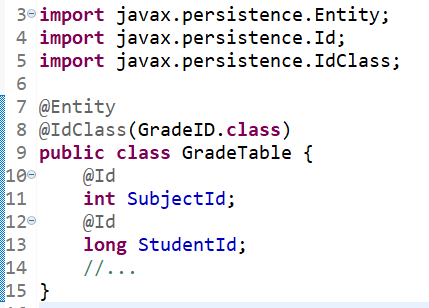 3 import javax.persistence.Entity;
4 import javax.persistence.Id;
5 import javax.persistence.IdClass;
6
7 @Entity
8 @IdClass(GradeID.class)
9 public class GradeTable {
10     @Id
11     int SubjectId;
12     @Id
13     long StudentId;
14     //...
15 }